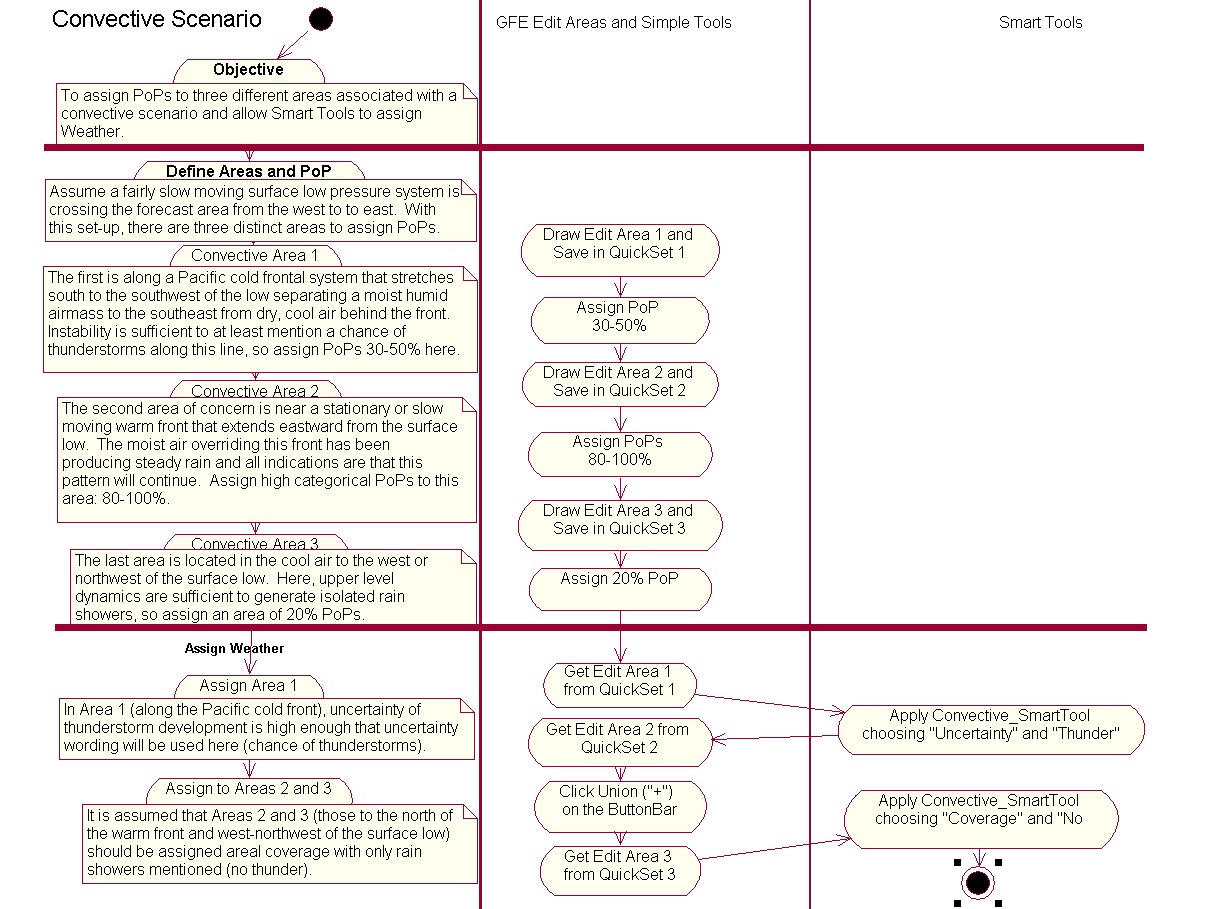 Convective Scenario
GFE Edit Areas and Simple Tools
Smart Tools
Objective
To assign PoPs to three different areas associated with a
convective scenario and allow Smart Tools to assign
Weather.
Define Areas and PoP
Assume a fairly slow moving surface low pressure system is
crossing the forecast area from the west to to east.  With
this set-up, there are three distinct areas to assign PoPs.
Convective Area 1
The first is along a Pacific cold frontal system that stretches
south to the southwest of the low separating a moist humid
airmass to the southeast from dry, cool air behind the front.
Instability is sufficient to at least mention a chance of
thunderstorms along this line, so assign PoPs 30-50% here.
Convective Area 2
The second area of concern is near a stationary or slow
moving warm front that extends eastward from the surface
low.  The moist air overriding this front has been
producing steady rain and all indications are that this
pattern will continue.  Assign high categorical PoPs to this
area: 80-100%.
Convective Area 3
The last area is located in the cool air to the west or
northwest of the surface low.  Here, upper level
dynamics are sufficient to generate isolated rain
showers, so assign an area of 20% PoPs.
Draw Edit Area 1 and
Save in QuickSet 1
Assign PoP
30-50%
Draw Edit Area 2 and
Save in QuickSet 2
Assign PoPs
80-100%
Draw Edit Area 3 and
Save in QuickSet 3
Assign 20% PoP
Assign Weather
Assign Area 1
In Area 1 (along the Pacific cold front), uncertainty of
thunderstorm development is high enough that uncertainty
wording will be used here (chance of thunderstorms).
Assign to Areas 2 and 3
It is assumed that Areas 2 and 3 (those to the north of
the warm front and west-northwest of the surface low)
should be assigned areal coverage with only rain
showers mentioned (no thunder).
Get Edit Area 1
from QuickSet 1
Get Edit Area 2 from
QuickSet 2
Click Union ("+")
on the ButtonBar
Get Edit Area 3
from QuickSet 3
Apply Convective_SmartTool
choosing "Uncertainty" and "Thunder"
Apply Convective_SmartTool
choosing "Coverage" and "No